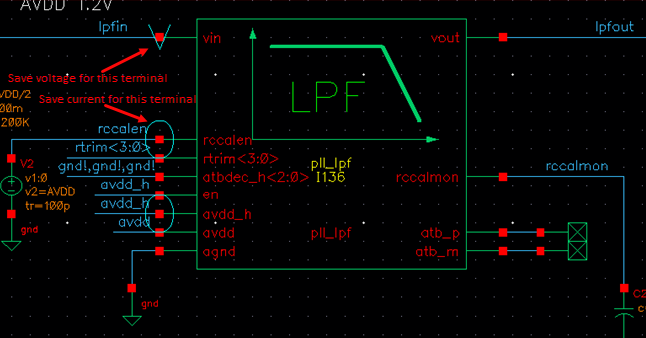 AVDD 1.2V
lpfin
lpfout
vin
vout
Save voltage for this terminal
Save current for this terminal
LPF
VDD/2
00m
200K
rccalen
rccalen
rtrim<3:0>
rtrim<3:0>
gnd!,gnd!,gnd!
atbdec_h<2:0>
pll_lpf
I136
rccalmon
rccalmon
V2
v1:0
v2=AVDD
tr=100p
gnd
avdd_h
en
avdd_h
avdd_h
avdd
avdd
pll_lpf
atb_p
agnd
atb_m
gnd
C2